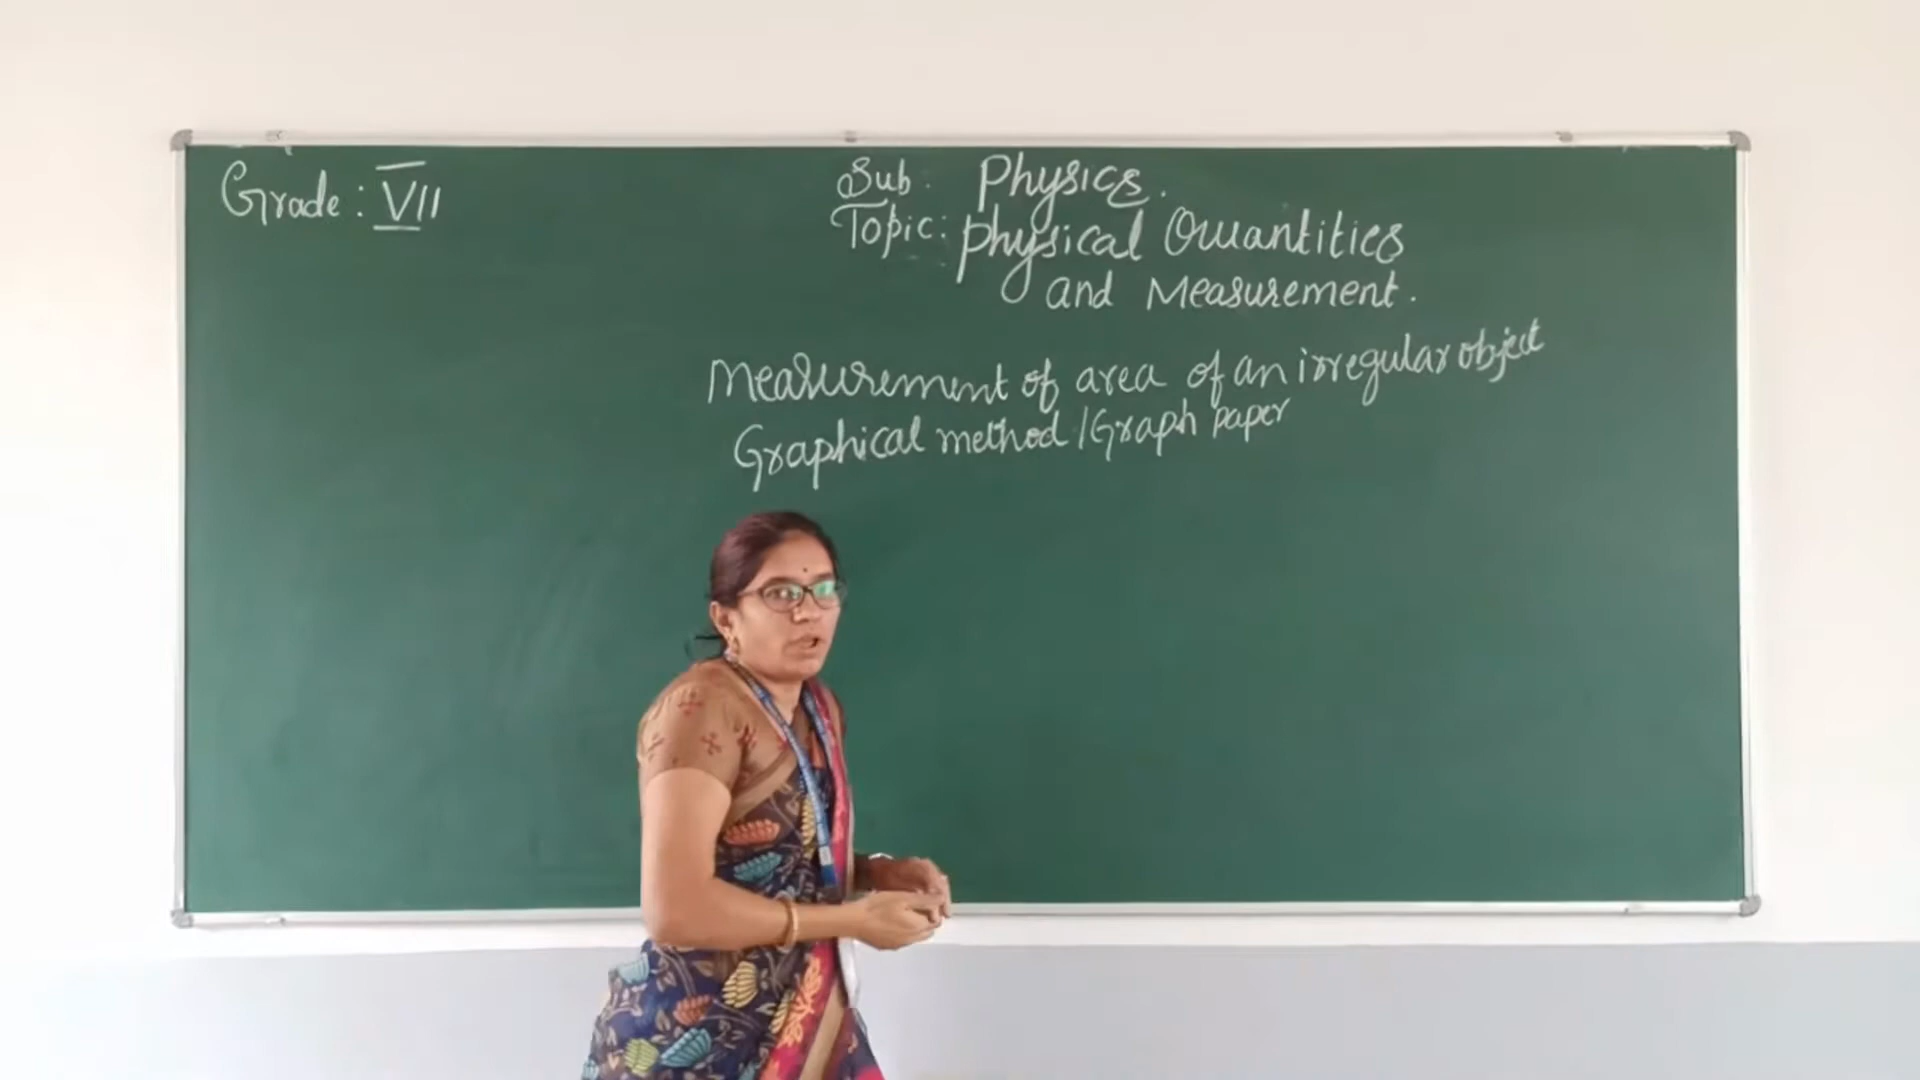 Grade: VII
Sub. Physics.
Topic: Physical Quantities
and Measurement.
Measurement of area of an irregular object
Graphical method / Graph paper